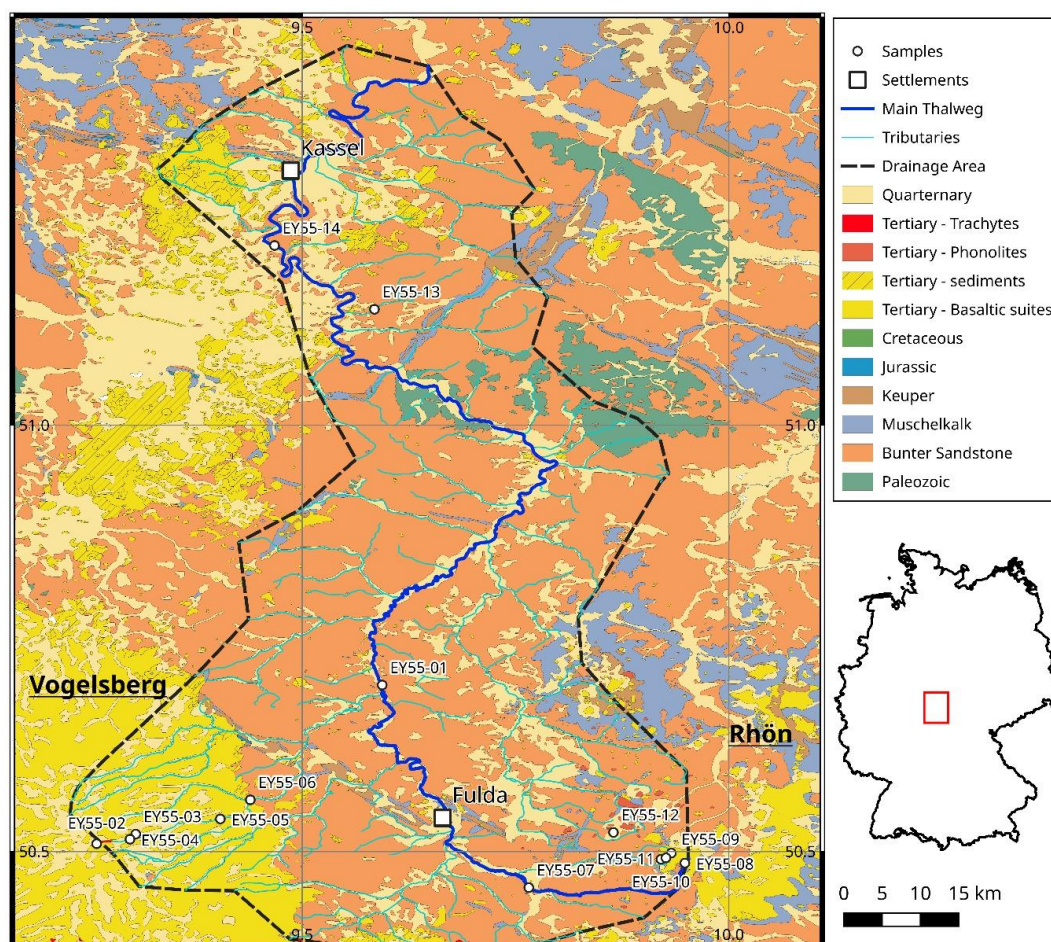 9.5
10.0
Kassel
EY55-14
EY55-13
51.0
51.0
Vogelsberg
EY55-01
Rhön
EY55-06
Fulda
EY55-02
EY55-03
EY55-05
EY55-04
EY55-12
EY55-09
EY55-11
EY55-08
EY55-10
EY55-07
50.5
50.5
9.5
10.0
Samples
Settlements
Main Thalweg
Tributaries
Drainage Area
Quarternary
Tertiary - Trachytes
Tertiary - Phonolites
Tertiary - sediments
Tertiary - Basaltic suites
Cretaceous
Jurassic
Keuper
Muschelkalk
Bunter Sandstone
Paleozoic
0 5 10 15 km